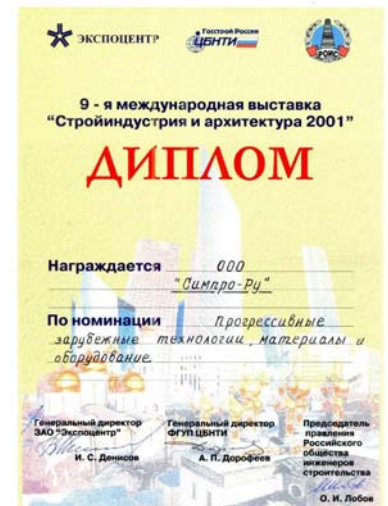 ЭКСПОЦЕНТР
Госстрой России
ЦБНТИ
РОИС
9 - я международная выставка
“Стройиндустрия и архитектура 2001”
ДИПЛОМ
Награждается ООО
"Симпро-Ру"
По номинации Прогрессивные
зарубежные технологии, материалы и
оборудование.
Генеральный директор
ЗАО "Экспоцентр"
И. С. Денисов
Генеральный директор
ФГУП ЦБНТИ
А. П. Дорофеев
Председатель
правления
Российского
общества
инженеров
строительства
О. И. Лобов